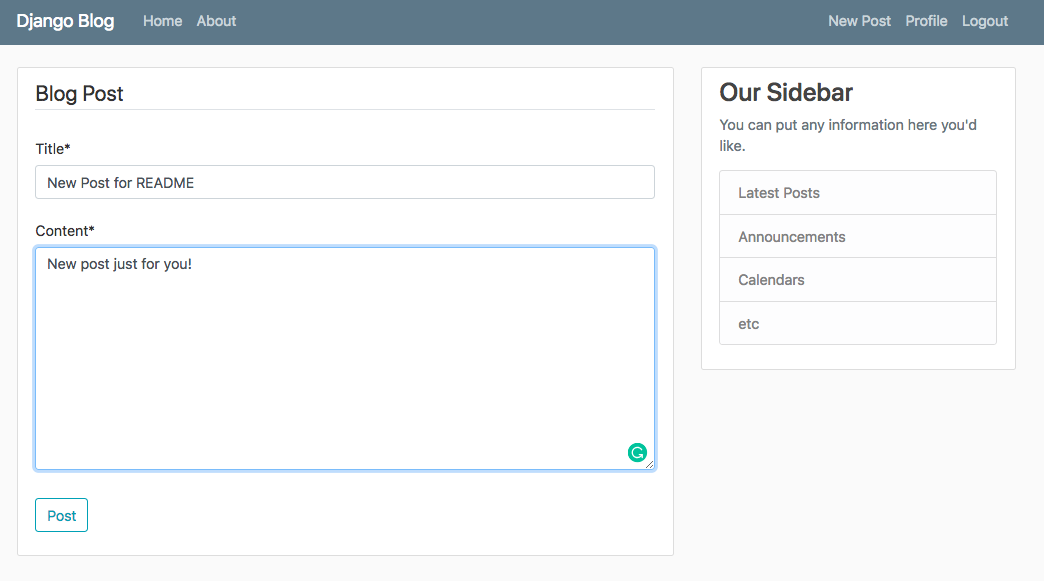 Django Blog Home About New Post Profile Logout
Blog Post
Title*
New Post for README
Content*
New post just for you!
Post
Our Sidebar
You can put any information here you'd
like.
Latest Posts
Announcements
Calendars
etc